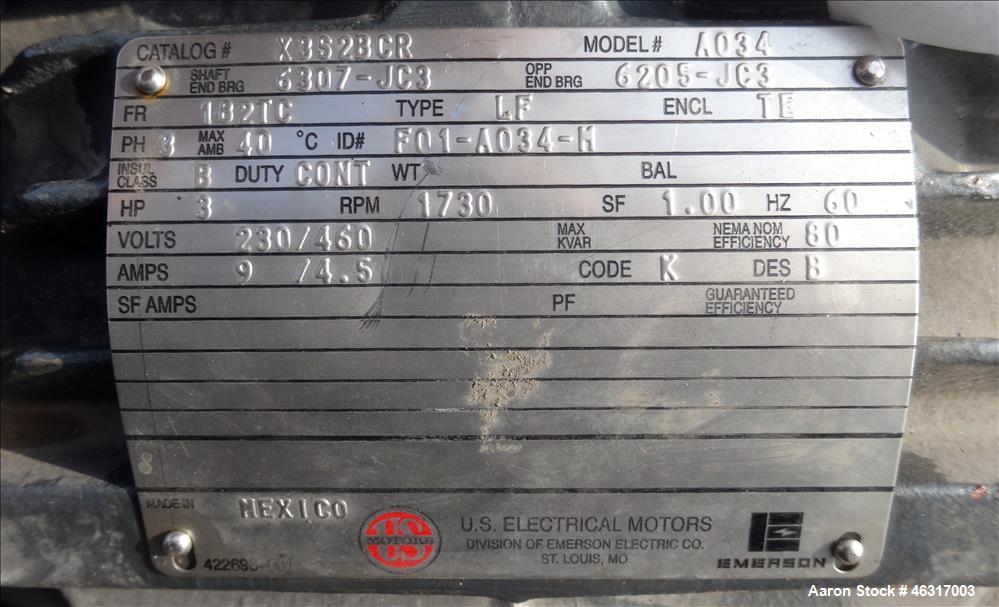 CATALOG # X3S2BCR MODEL # A034
SHAFT END BRG 6307-JC3 OPP END BRG 6205-JC3
FR 182TC TYPE LF ENCL TE
PH 3 MAX AMB 40 °C ID# F01-A034-M
INSUL CLASS B DUTY CONT WT BAL
HP 3 RPM 1730 SF 1.00 HZ 60
VOLTS 230/460 MAX KVAR NEMA NOM EFFICIENCY 80
AMPS 9 /4.5 CODE K DES B
SF AMPS PF GUARANTEED EFFICIENCY
8
MADE IN MEXICO
US MOTORS
U.S. ELECTRICAL MOTORS
DIVISION OF EMERSON ELECTRIC CO.
ST. LOUIS, MO
EMERSON
Aaron Stock # 46317003